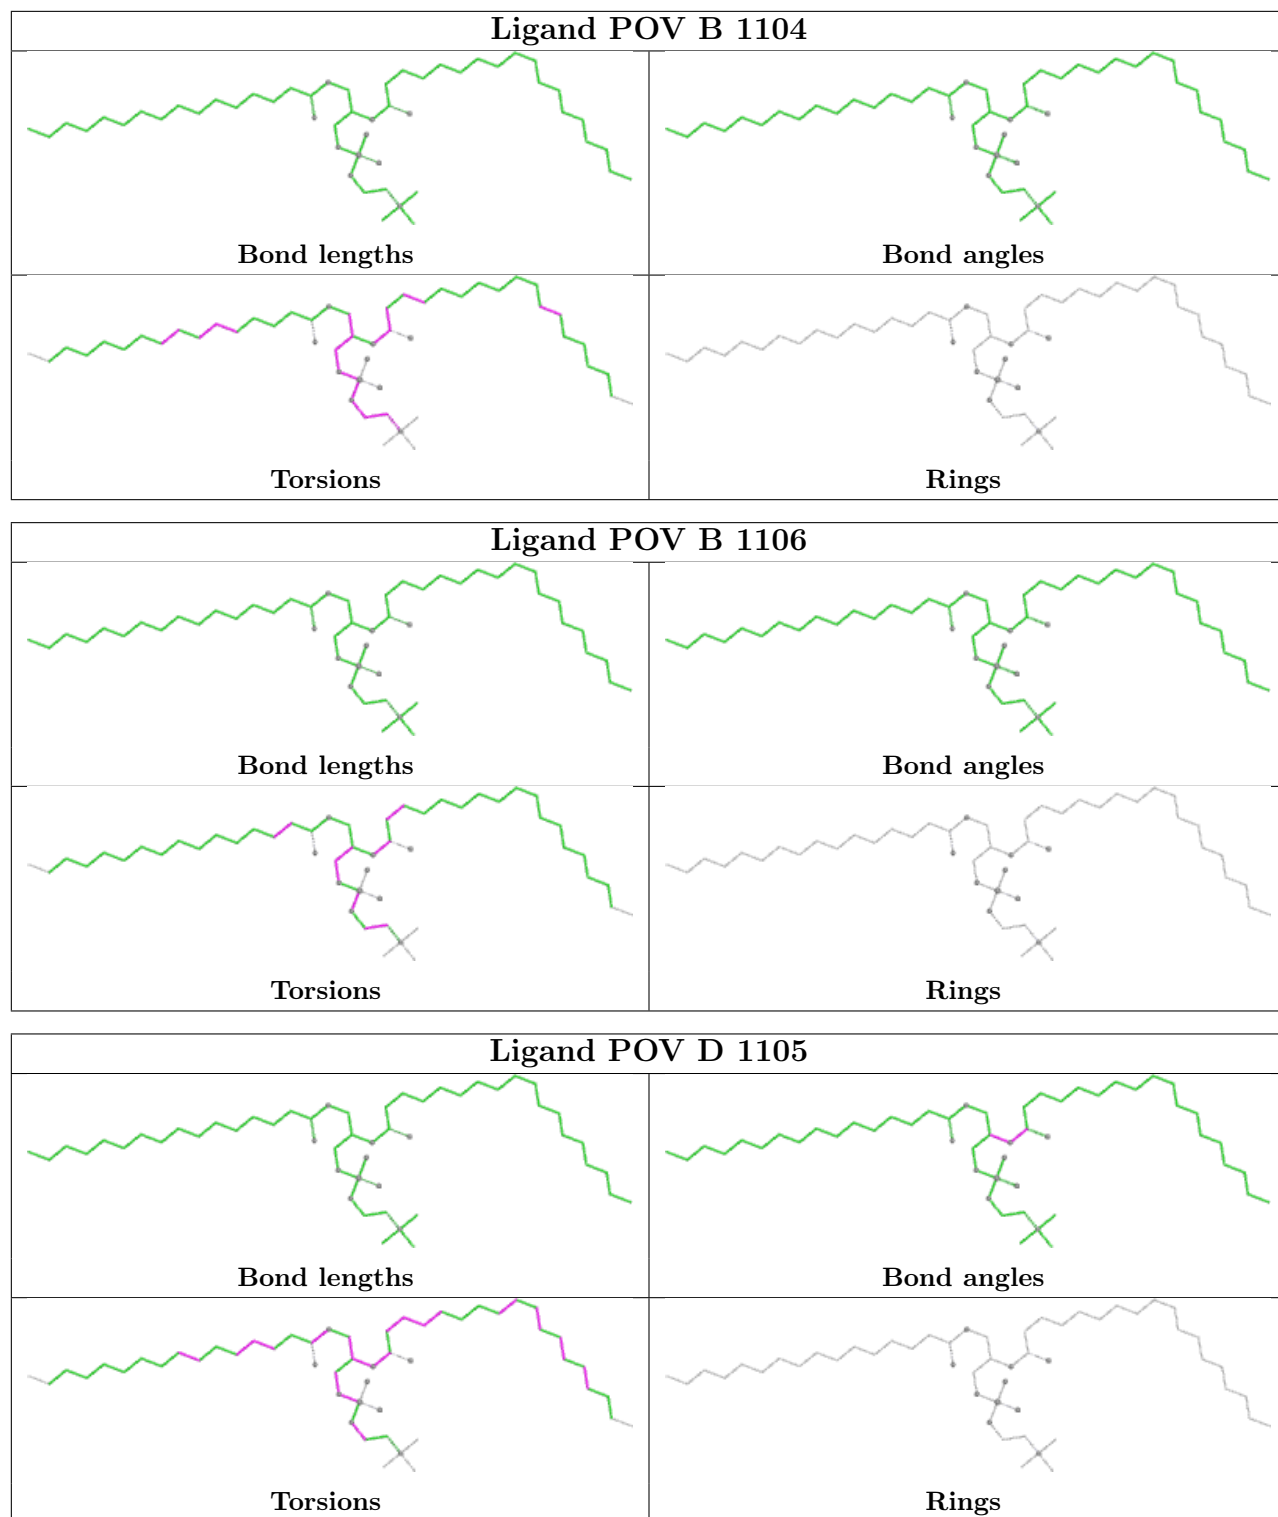 Ligand POV B 1104
Bond lengths
Bond angles
Torsions
Rings
Ligand POV B 1106
Bond lengths
Bond angles
Torsions
Rings
Ligand POV D 1105
Bond lengths
Bond angles
Torsions
Rings